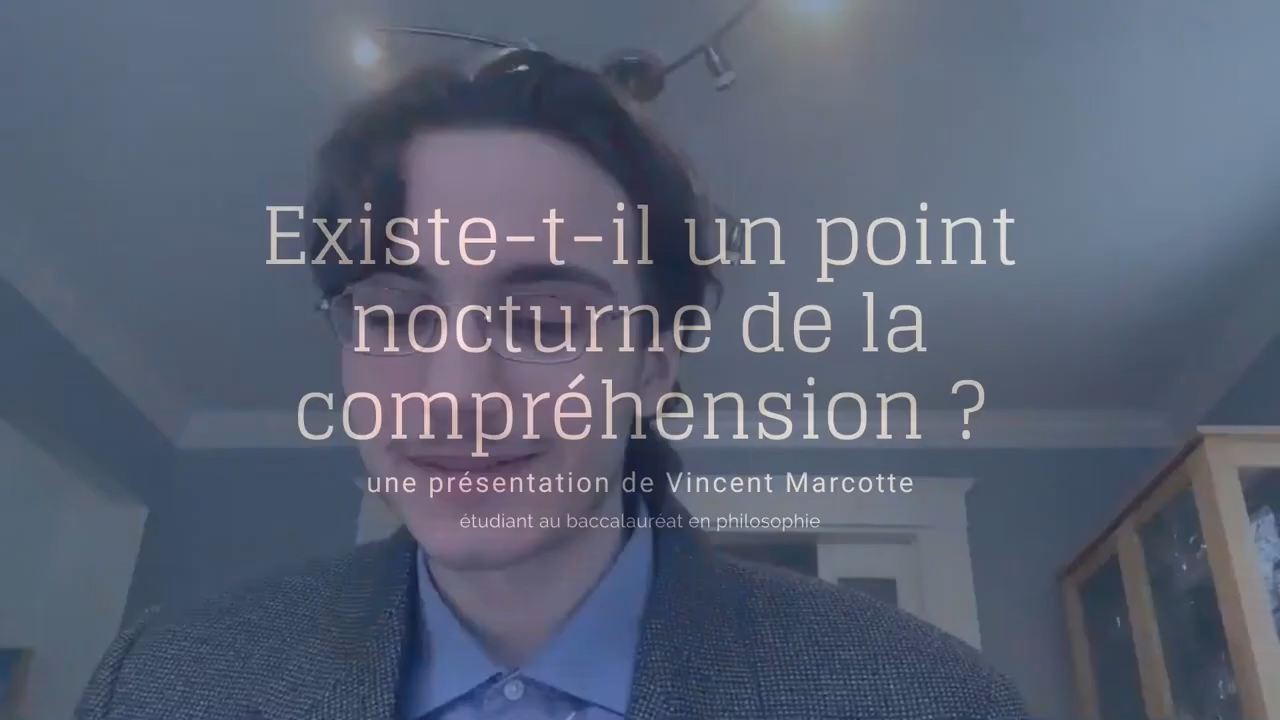 Existe-t-il un point
nocturne de la
compréhension ?
une présentation de Vincent Marcotte
étudiant au baccalauréat en philosophie